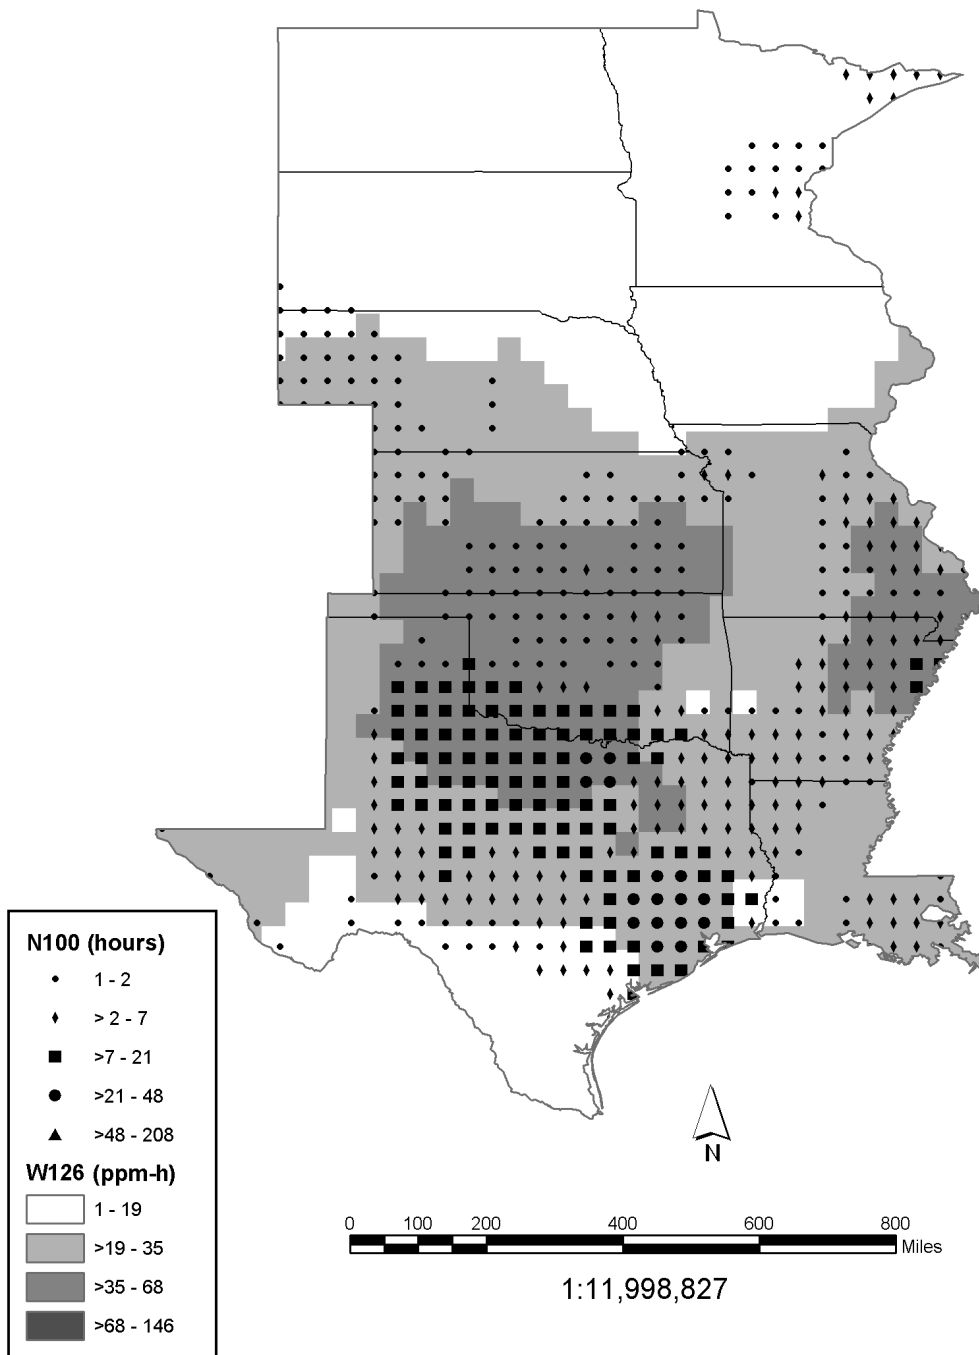 N100 (hours)
1 - 2
> 2 - 7
>7 - 21
>21 - 48
>48 - 208
W126 (ppm-h)
1 - 19
>19 - 35
>35 - 68
>68 - 146
N
0 100 200 400 600 800
Miles
1:11,998,827